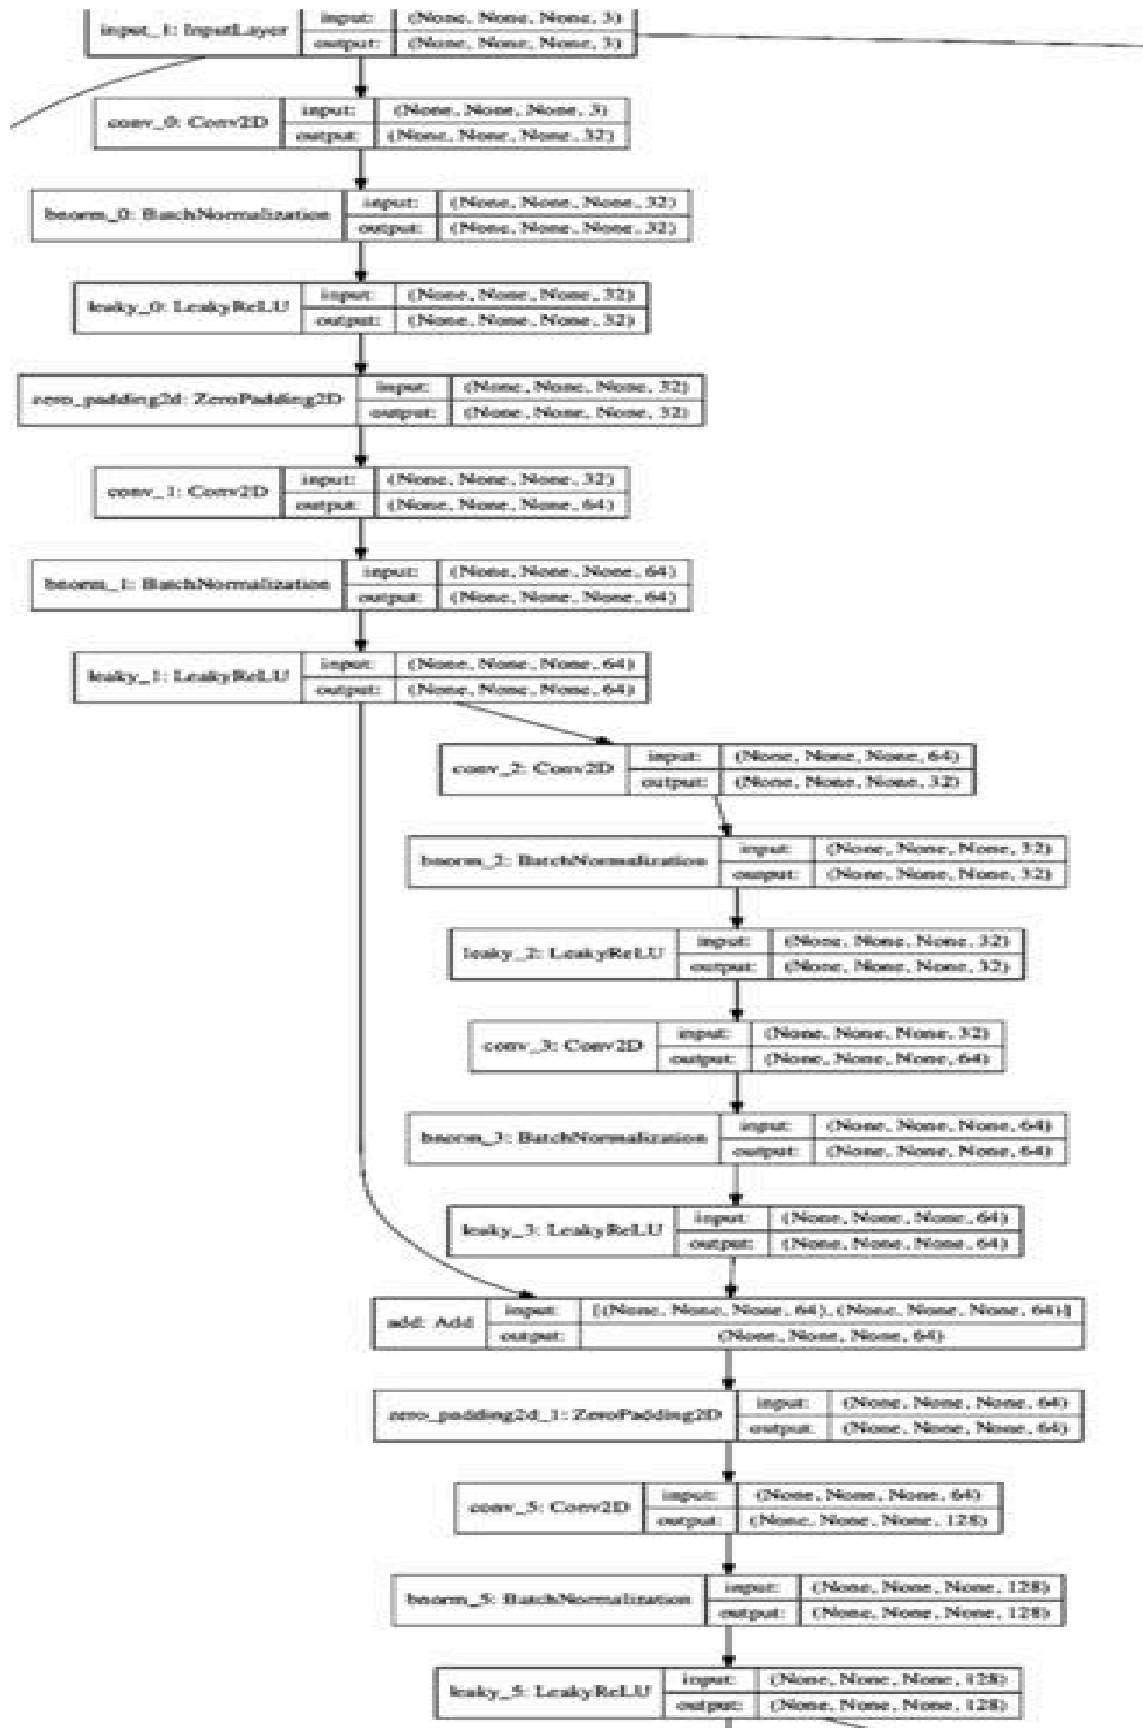 input_1: InputLayer input: (None, None, None, 3)
output: (None, None, None, 3)
conv_0: Conv2D input: (None, None, None, 3)
output: (None, None, None, 32)
bnorm_0: BatchNormalization input: (None, None, None, 32)
output: (None, None, None, 32)
leaky_0: LeakyReLU input: (None, None, None, 32)
output: (None, None, None, 32)
zero_padding2d: ZeroPadding2D input: (None, None, None, 32)
output: (None, None, None, 32)
conv_1: Conv2D input: (None, None, None, 32)
output: (None, None, None, 64)
bnorm_1: BatchNormalization input: (None, None, None, 64)
output: (None, None, None, 64)
leaky_1: LeakyReLU input: (None, None, None, 64)
output: (None, None, None, 64)
conv_2: Conv2D input: (None, None, None, 64)
output: (None, None, None, 32)
bnorm_2: BatchNormalization input: (None, None, None, 32)
output: (None, None, None, 32)
leaky_2: LeakyReLU input: (None, None, None, 32)
output: (None, None, None, 32)
conv_3: Conv2D input: (None, None, None, 32)
output: (None, None, None, 64)
bnorm_3: BatchNormalization input: (None, None, None, 64)
output: (None, None, None, 64)
leaky_3: LeakyReLU input: (None, None, None, 64)
output: (None, None, None, 64)
add: Add input: [(None, None, None, 64), (None, None, None, 64)]
output: (None, None, None, 64)
zero_padding2d_1: ZeroPadding2D input: (None, None, None, 64)
output: (None, None, None, 64)
conv_5: Conv2D input: (None, None, None, 64)
output: (None, None, None, 128)
bnorm_5: BatchNormalization input: (None, None, None, 128)
output: (None, None, None, 128)
leaky_5: LeakyReLU input: (None, None, None, 128)
output: (None, None, None, 128)